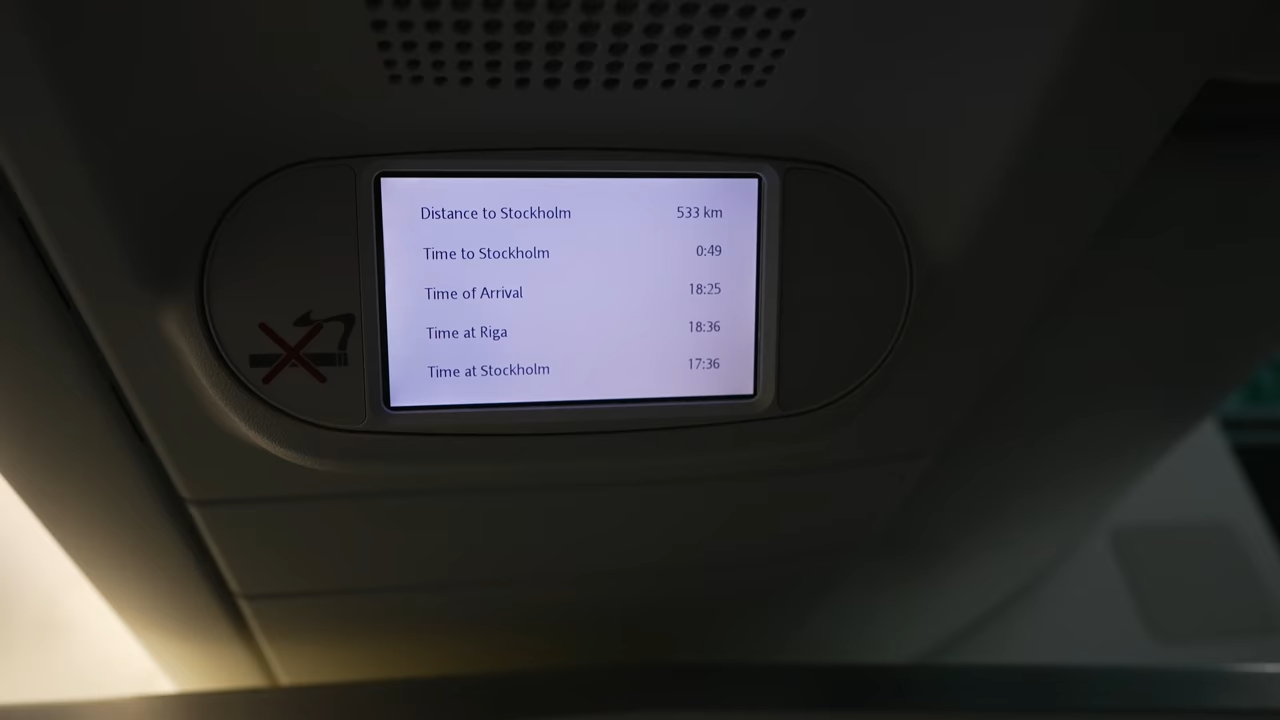 Distance to Stockholm 533 km
Time to Stockholm 0:49
Time of Arrival 18:25
Time at Riga 18:36
Time at Stockholm 17:36